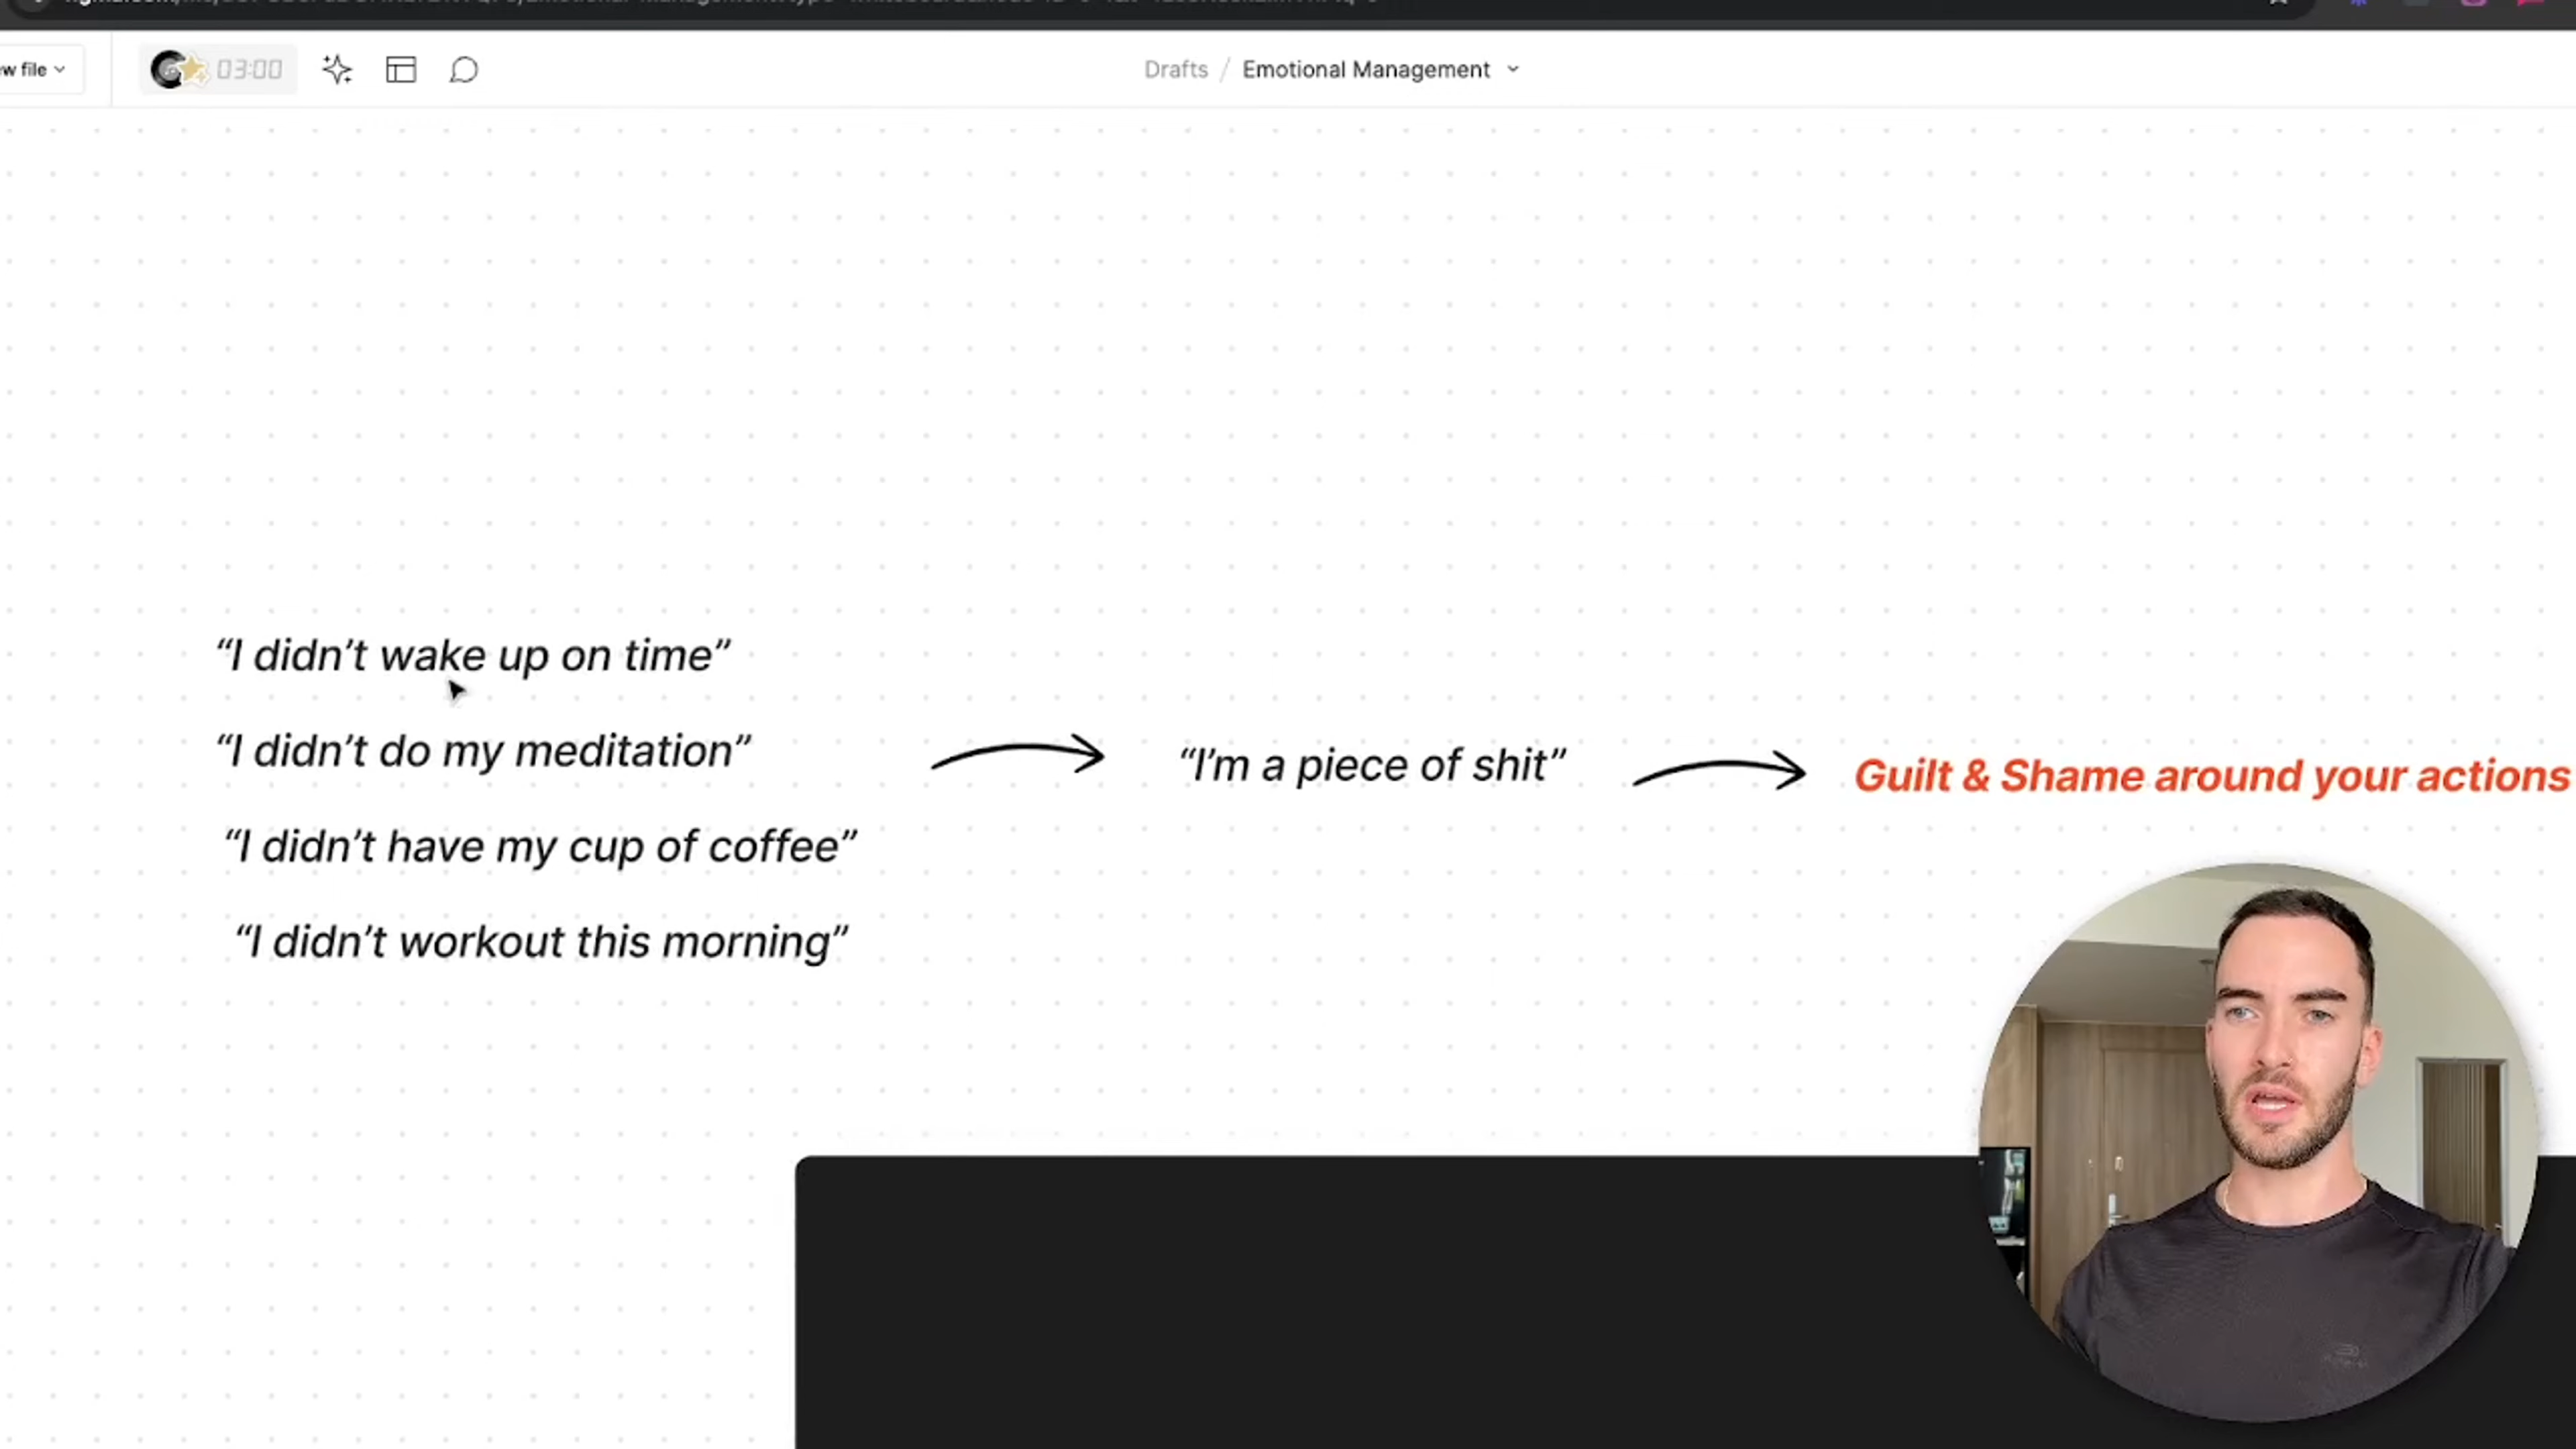 w file
03:00
Drafts / Emotional Management
“I didn’t wake up on time”
“I didn’t do my meditation”
“I’m a piece of shit”
Guilt & Shame around your actions
“I didn’t have my cup of coffee”
“I didn’t workout this morning”